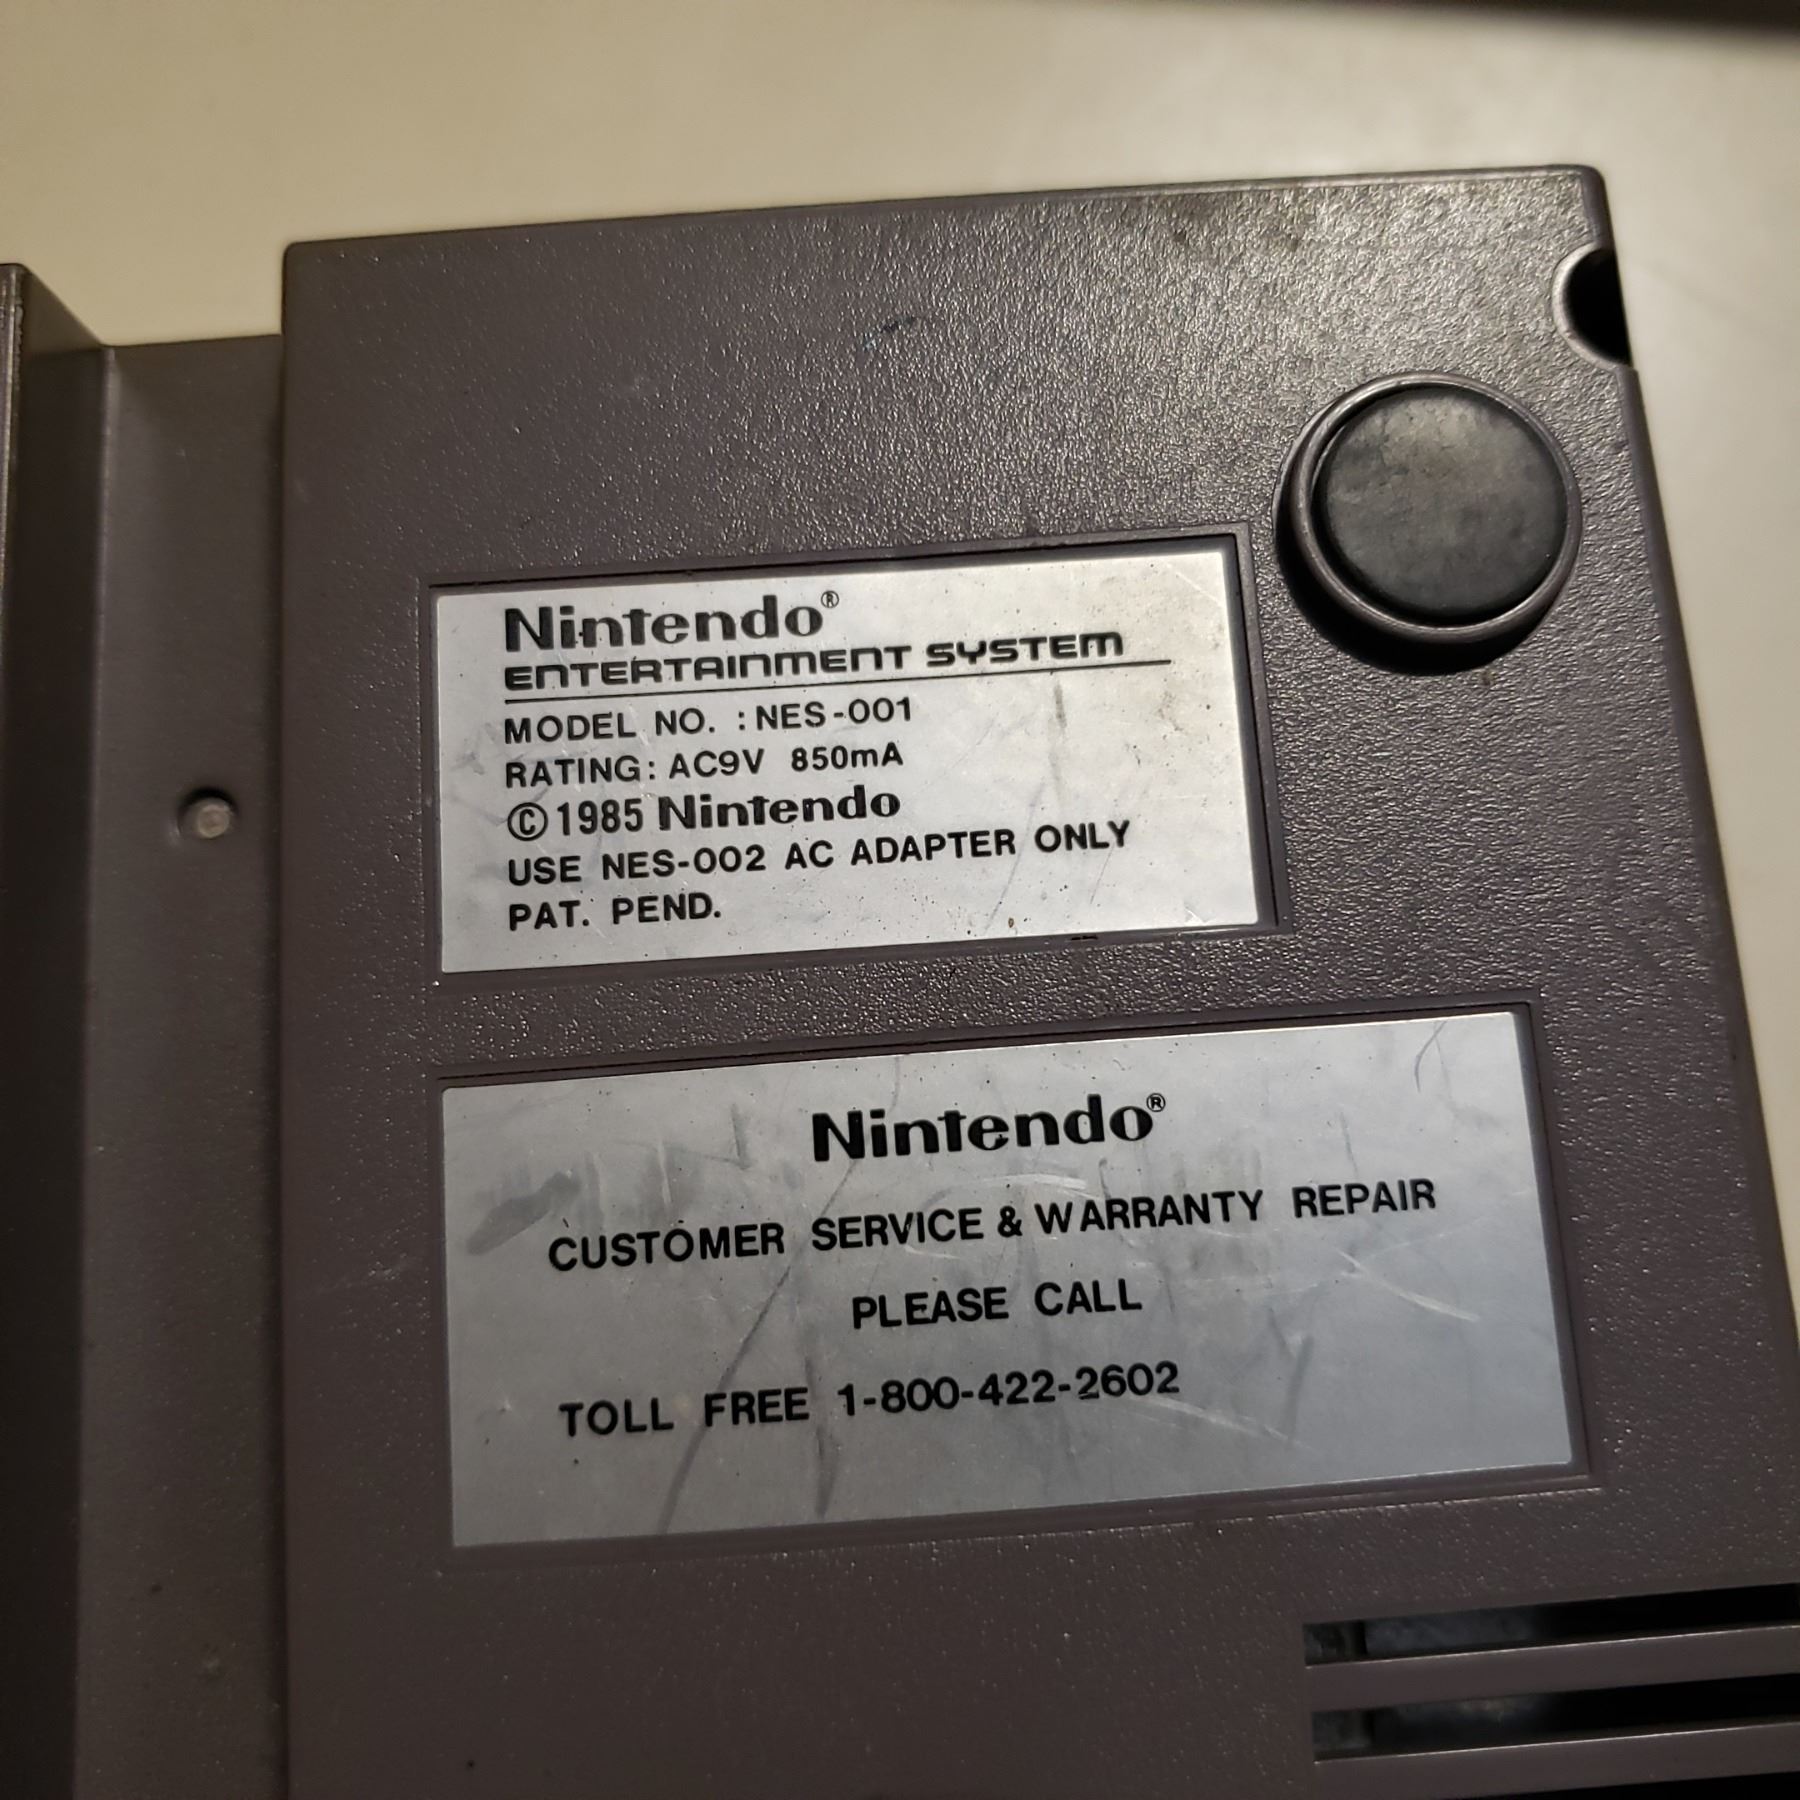 Nintendo®
ENTERTAINMENT SYSTEM
MODEL NO. : NES-001
RATING: AC9V 850mA
©1985 Nintendo
USE NES-002 AC ADAPTER ONLY
PAT. PEND.
Nintendo®
CUSTOMER SERVICE & WARRANTY REPAIR
PLEASE CALL
TOLL FREE 1-800-422-2602